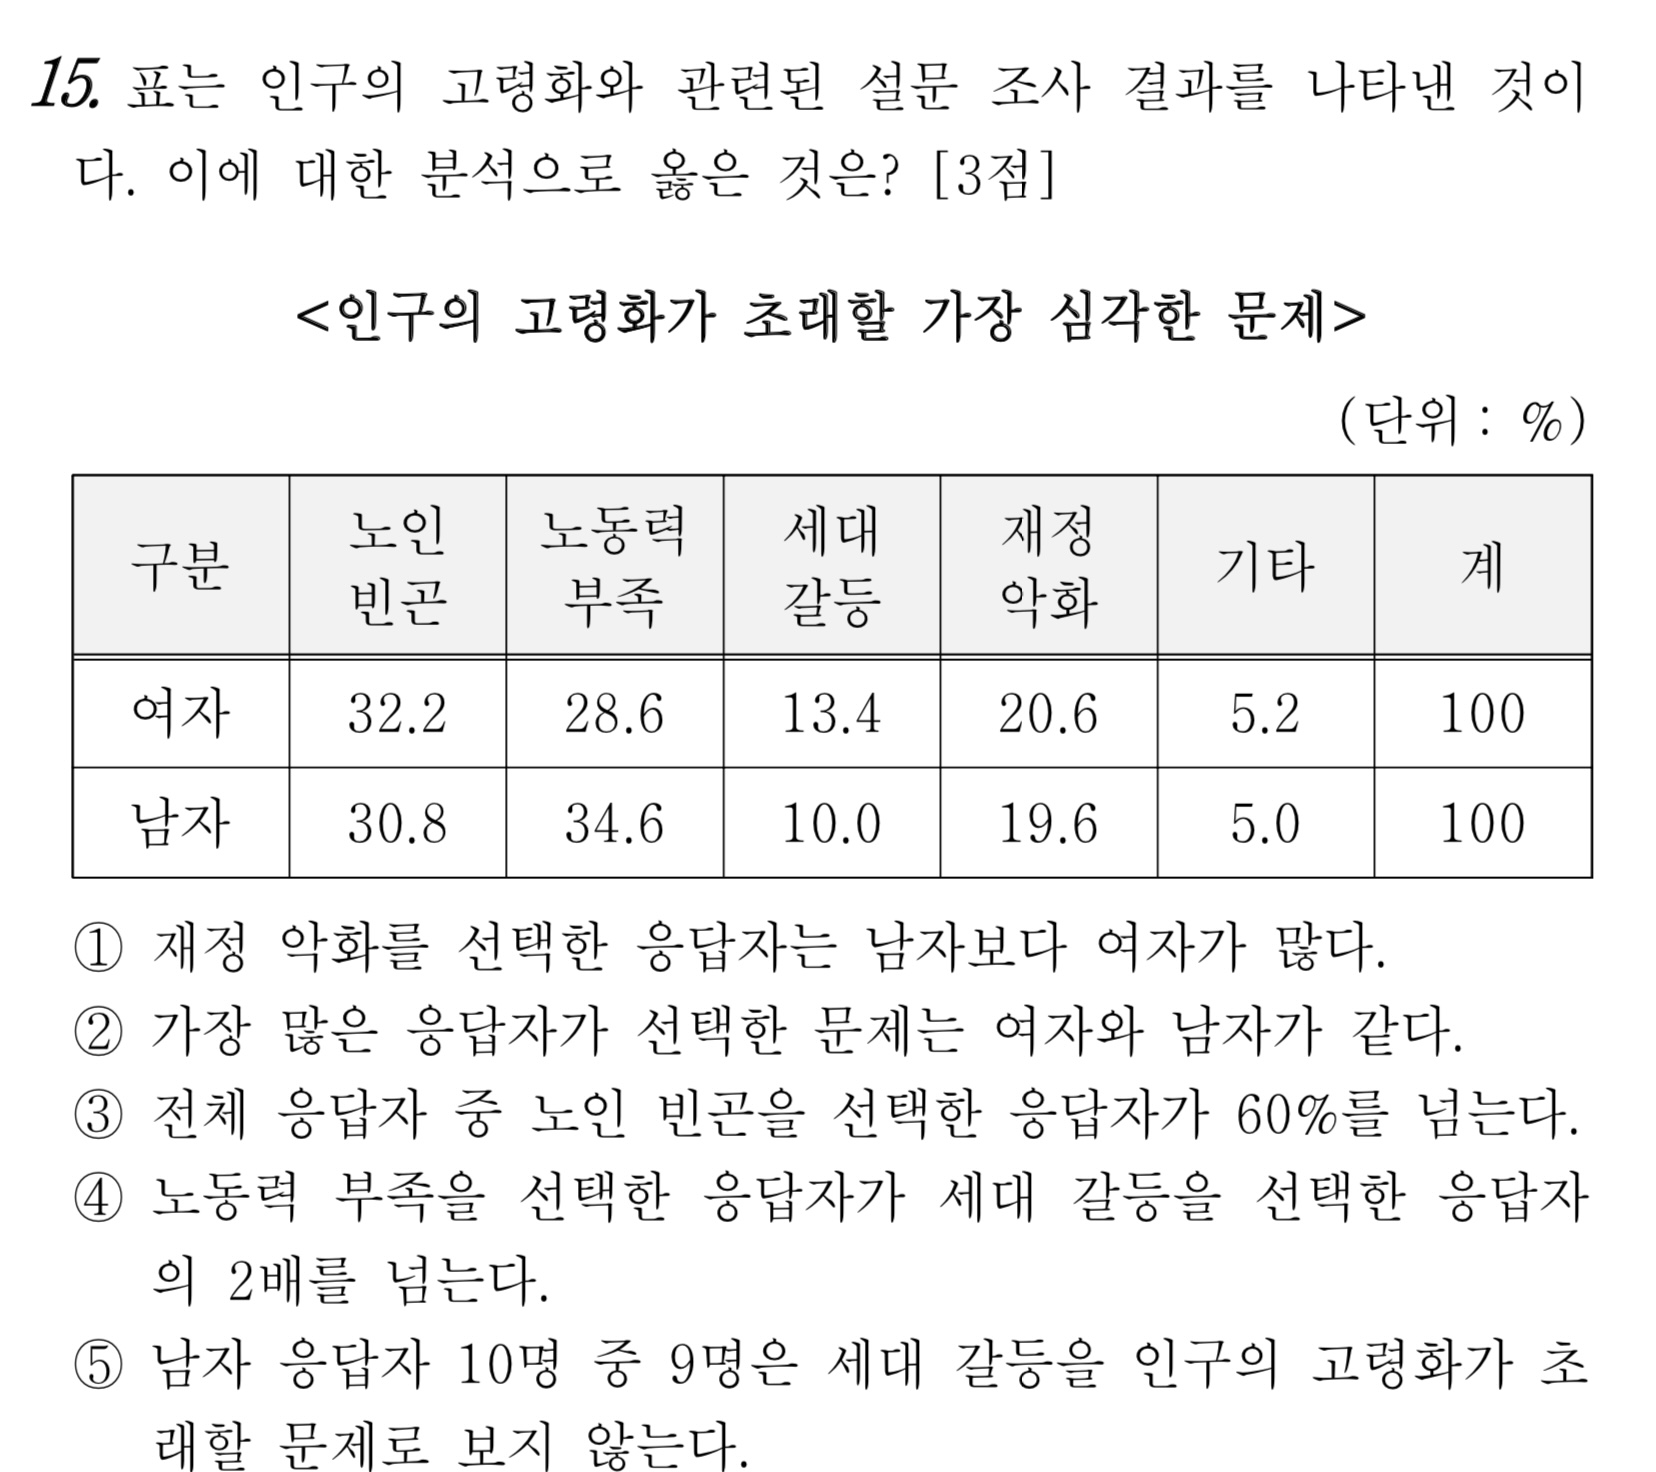 15. 표는 인구의 고령화와 관련된 설문 조사 결과를 나타낸 것이
다. 이에 대한 분석으로 옳은 것은? [3점]
<인구의 고령화가 초래할 가장 심각한 문제>
(단위 : %)
구분 노인 빈곤 노동력 부족 세대 갈등 재정 악화 기타 계
여자 32.2 28.6 13.4 20.6 5.2 100
남자 30.8 34.6 10.0 19.6 5.0 100
① 재정 악화를 선택한 응답자는 남자보다 여자가 많다.
② 가장 많은 응답자가 선택한 문제는 여자와 남자가 같다.
③ 전체 응답자 중 노인 빈곤을 선택한 응답자가 60%를 넘는다.
④ 노동력 부족을 선택한 응답자가 세대 갈등을 선택한 응답자
의 2배를 넘는다.
⑤ 남자 응답자 10명 중 9명은 세대 갈등을 인구의 고령화가 초
래할 문제로 보지 않는다.